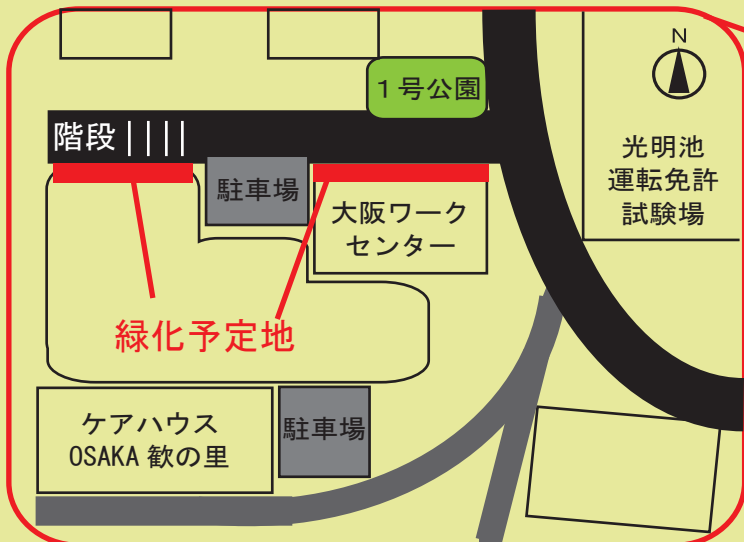 N
1号公園
階段
光明池
運転免許
試験場
駐車場
大阪ワーク
センター
緑化予定地
ケアハウス
OSAKA 歓の里
駐車場